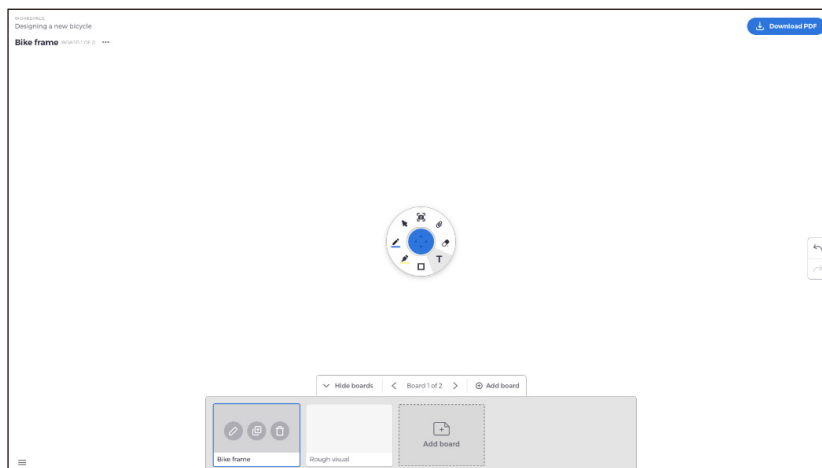 WORKSPACE
Designing a new bicycle
Bike frame (BOARD 1 OF 2) ...
Download PDF
T
Hide boards
Board 1 of 2
Add board
Add board
Bike frame
Rough visual